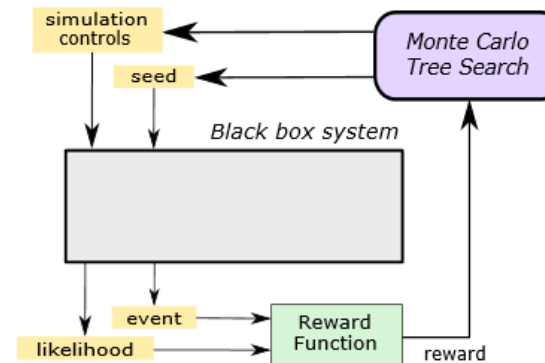 simulation
controls
Monte Carlo
Tree Search
seed
Black box system
event
Reward
Function
likelihood
reward